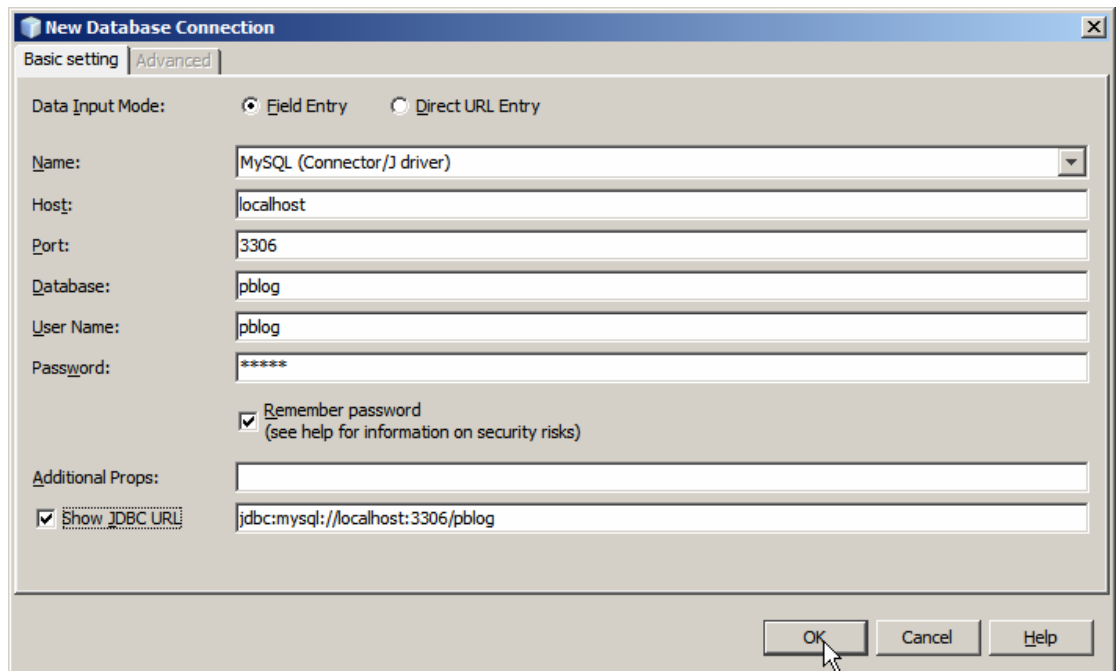 New Database Connection
Basic setting Advanced
Data Input Mode: Field Entry Direct URL Entry
Name: MySQL (Connector/J driver)
Host: localhost
Port: 3306
Database: pblog
User Name: pblog
Password: *****
Remember password
(see help for information on security risks)
Additional Props:
Show JDBC URL jdbc:mysql://localhost:3306/pblog
OK Cancel Help